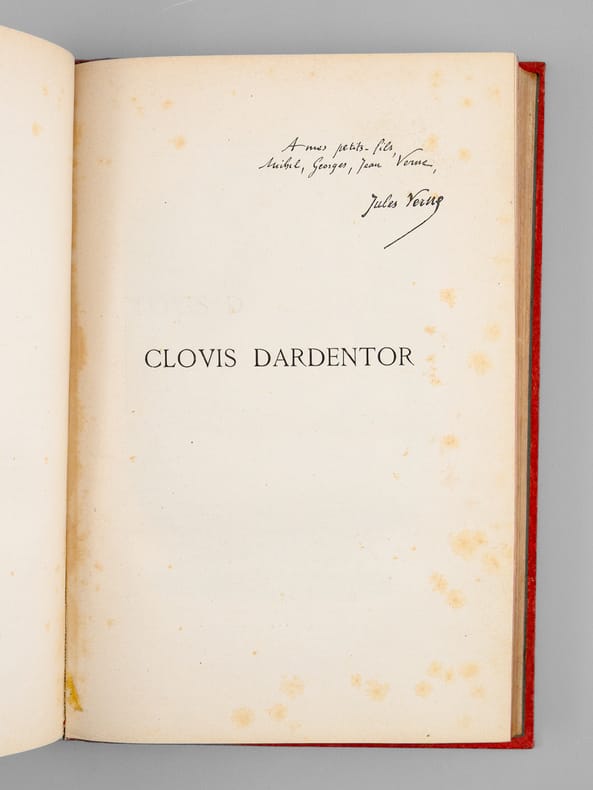 A mes petits-fils,
Michel, Georges, Jean Verne,
Jules Verne
CLOVIS DARDENTOR